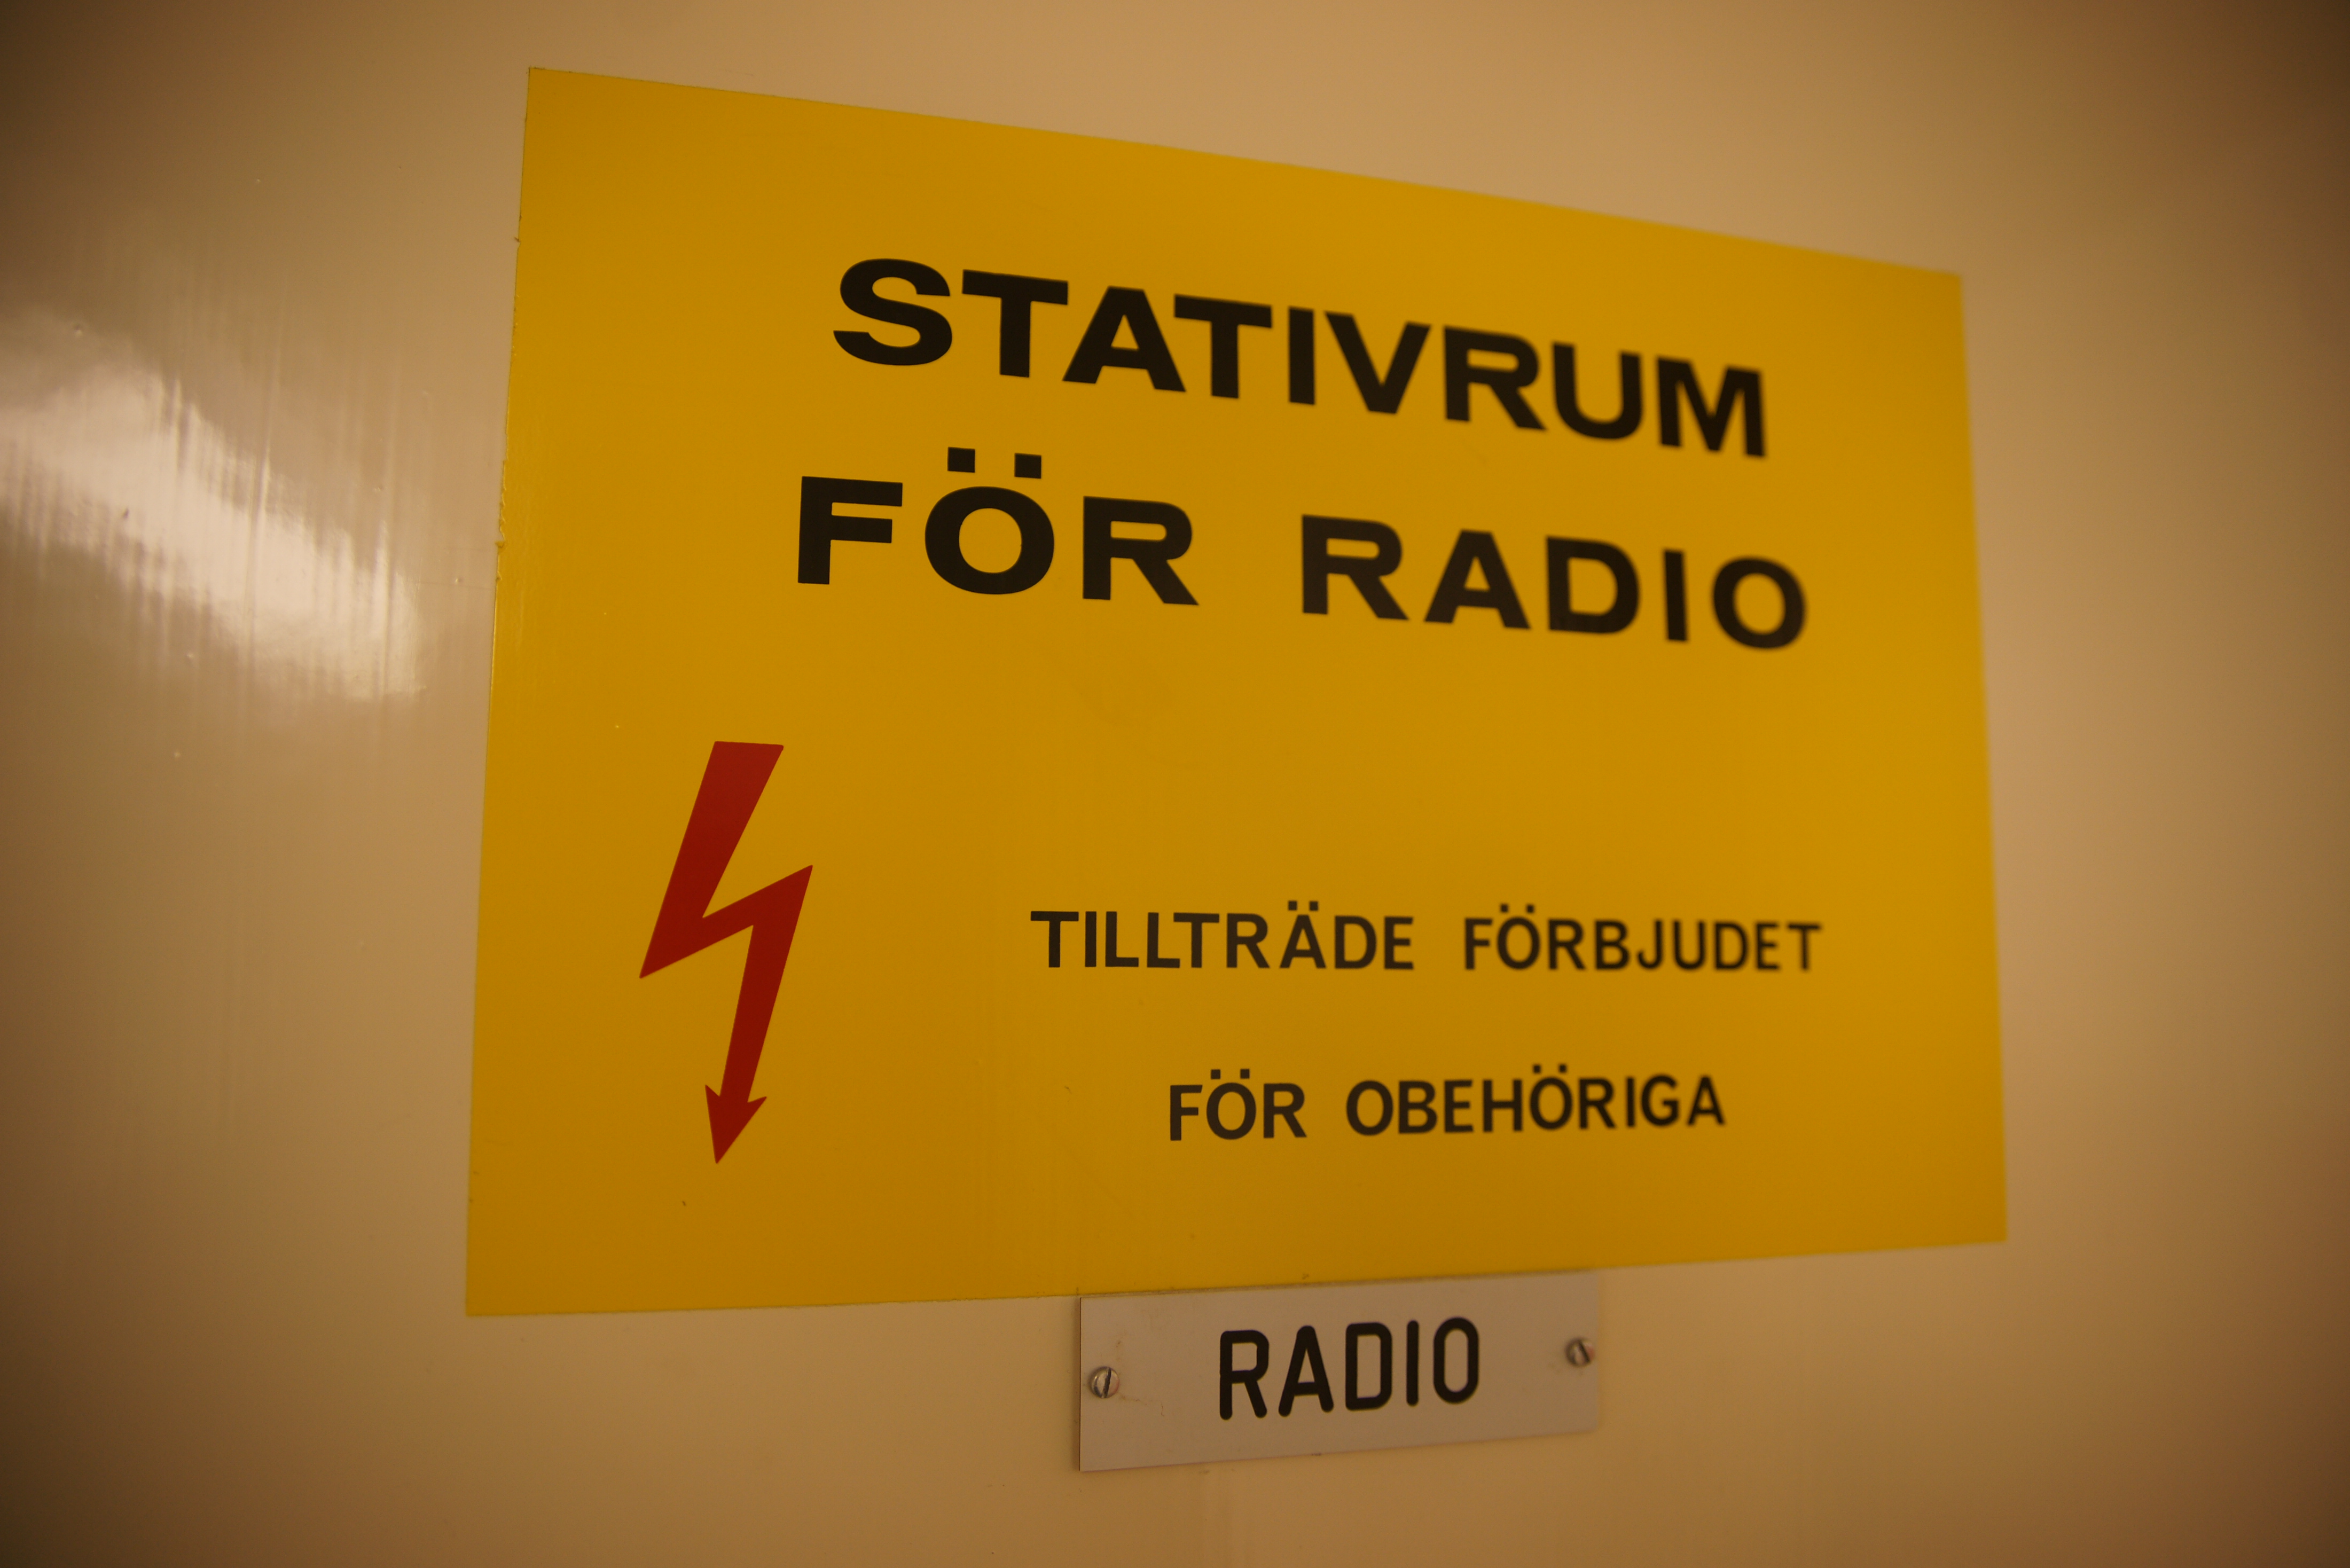 STATIVRUM
FÖR RADIO
TILLTRÄDE FÖRBJUDET
FÖR OBEHÖRIGA
RADIO